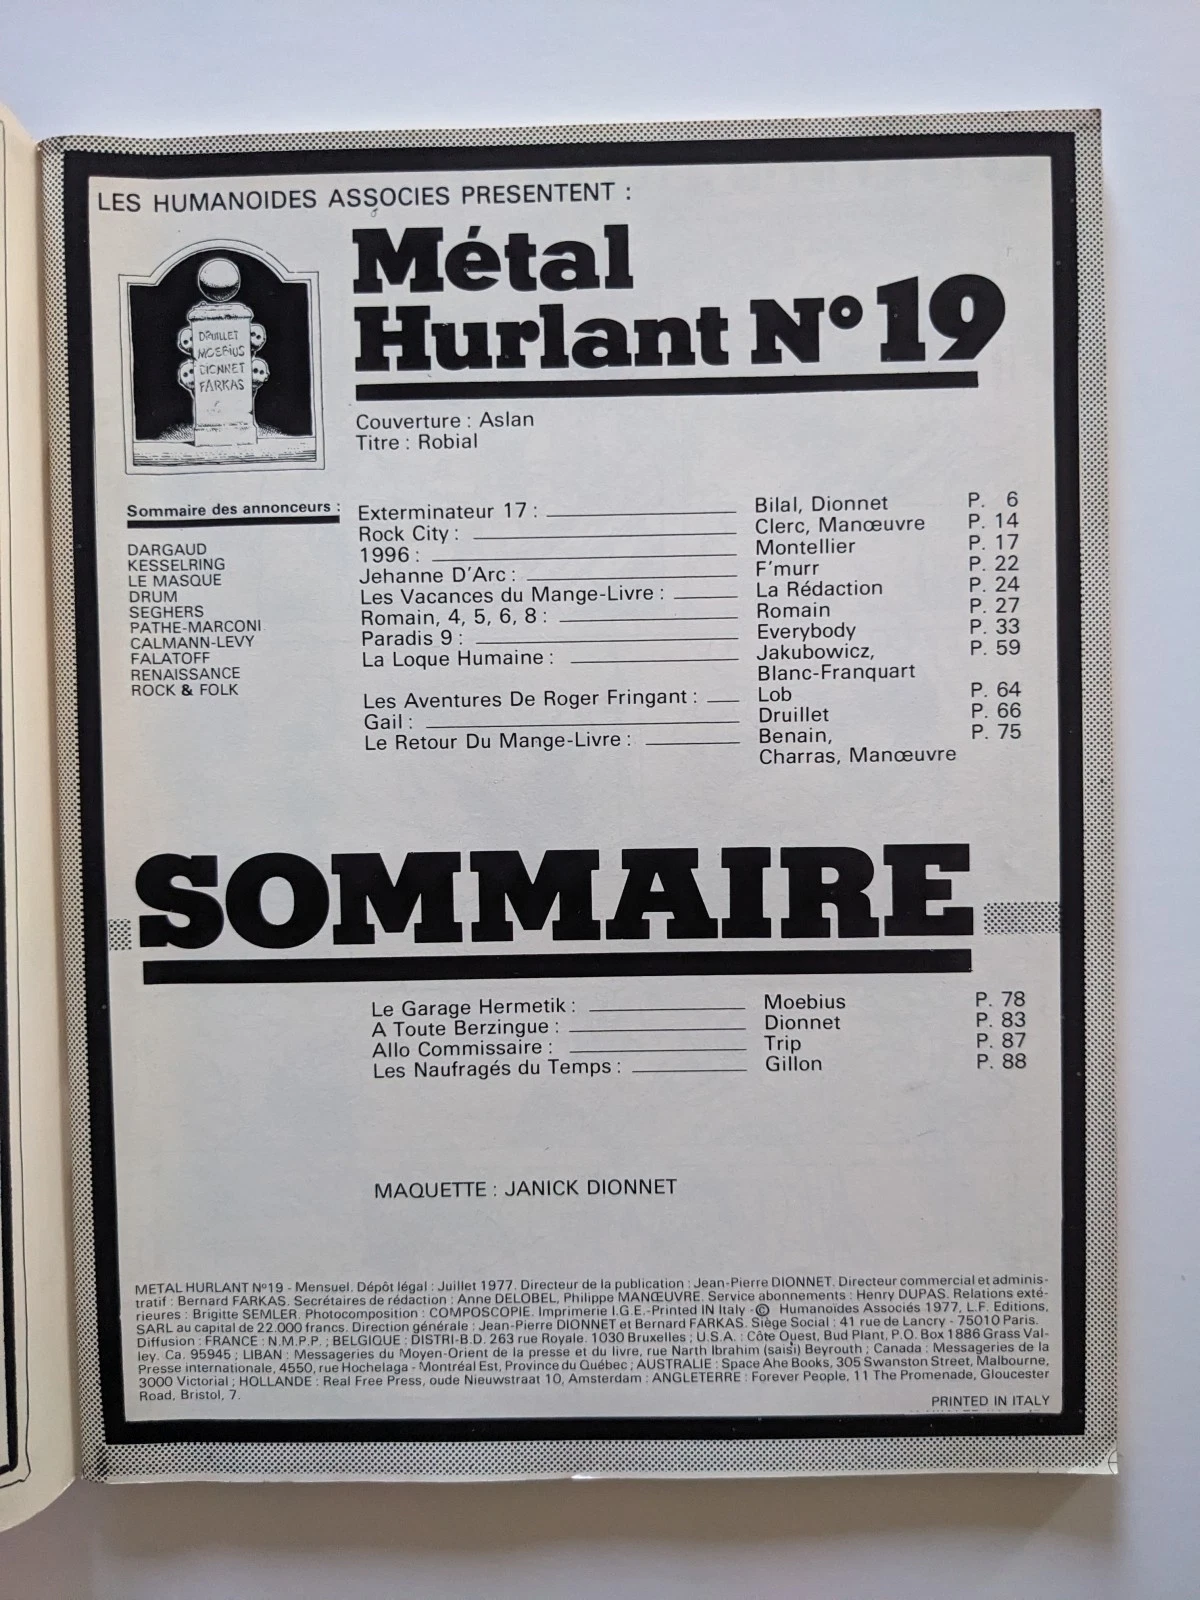 LES HUMANOIDES ASSOCIES PRESENTENT :
Métal
Hurlant Nº 19
DRUILLET
MOEBIUS
DIONNET
FARKAS
Couverture : Aslan
Titre : Robial
Sommaire des annonceurs :
DARGAUD
KESSELRING
LE MASQUE
DRUM
SEGHERS
PATHE-MARCONI
CALMANN-LEVY
FALATOFF
RENAISSANCE
ROCK & FOLK
Exterminateur 17 : Bilal, Dionnet P. 6
Rock City : Clerc, Manœuvre P. 14
1996 : Montellier P. 17
Jehanne D'Arc : F'murr P. 22
Les Vacances du Mange-Livre : La Rédaction P. 24
Romain, 4, 5, 6, 8 : Romain P. 27
Paradis 9 : Everybody P. 33
La Loque Humaine : Jakubowicz, P. 59
Blanc-Franquart
Les Aventures De Roger Fringant : Lob P. 64
Gail : Druillet P. 66
Le Retour Du Mange-Livre : Benain, P. 75
Charras, Manœuvre
SOMMAIRE
Le Garage Hermetik : Moebius P. 78
A Toute Berzingue : Dionnet P. 83
Allo Commissaire : Trip P. 87
Les Naufragés du Temps : Gillon P. 88
MAQUETTE : JANICK DIONNET
METAL HURLANT Nº19 - Mensuel. Dépôt légal : Juillet 1977. Directeur de la publication : Jean-Pierre DIONNET. Directeur commercial et adminis-
tratif : Bernard FARKAS. Secrétaires de rédaction : Anne DELOBEL, Philippe MANŒUVRE. Service abonnements : Henry DUPAS. Relations exté-
rieures : Brigitte SEMLER. Photocomposition : COMPOSCOPIE. Imprimerie I.G.E.-Printed IN Italy - © Humanoïdes Associés 1977, L.F. Editions,
SARL au capital de 22.000 francs. Direction générale : Jean-Pierre DIONNET et Bernard FARKAS. Siège Social : 41 rue de Lancry - 75010 Paris.
Diffusion : FRANCE : N.M.P.P. ; BELGIQUE : DISTRI-B.D. 263 rue Royale. 1030 Bruxelles ; U.S.A. : Côte Ouest, Bud Plant, P.O. Box 1886 Grass Val-
ley. Ca. 95945 ; LIBAN : Messageries du Moyen-Orient de la presse et du livre, rue Narth Ibrahim (saisi) Beyrouth ; Canada : Messageries de la
Presse internationale, 4550, rue Hochelaga - Montréal Est, Province du Québec ; AUSTRALIE : Space Ahe Books, 305 Swanston Street, Malbourne,
3000 Victorial ; HOLLANDE : Real Free Press, oude Nieuwstraat 10, Amsterdam : ANGLETERRE : Forever People, 11 The Promenade, Gloucester
Road, Bristol, 7.
PRINTED IN ITALY